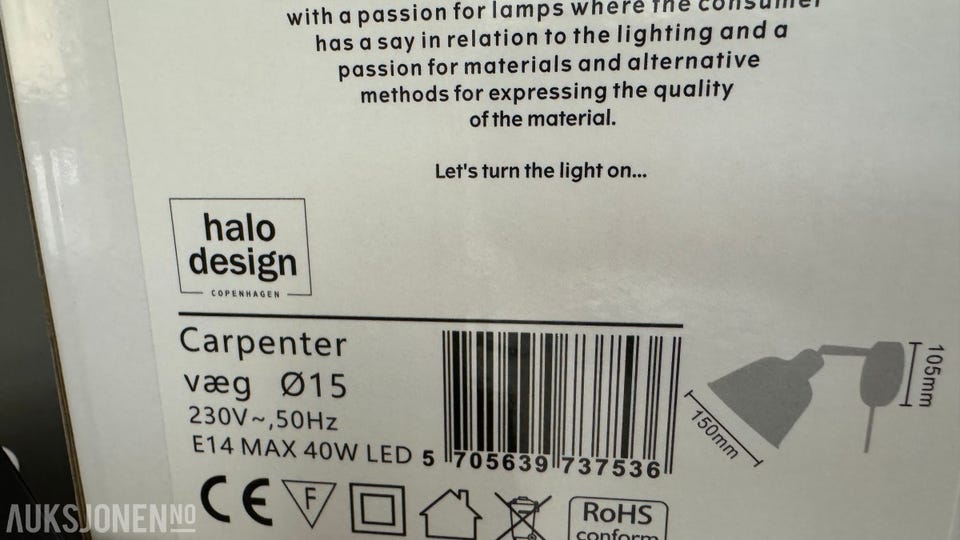 with a passion for lamps where the consumer
has a say in relation to the lighting and a
passion for materials and alternative
methods for expressing the quality
of the material.
Let's turn the light on...
halo
design
COPENHAGEN
Carpenter
væg Ø15
230V~,50Hz
E14 MAX 40W LED
5 705639 737536
150mm
105mm
CE
F
RoHS
conform
AUKSJONEN NO